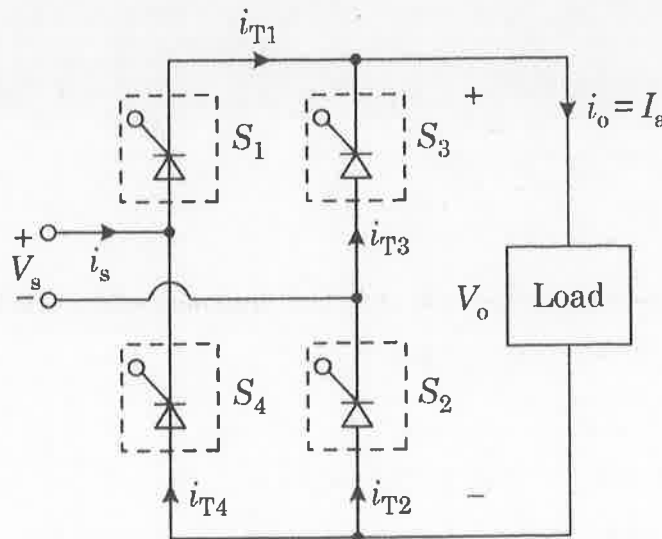 i_T1
+
i_o = I_a
S_1
S_3
+
V_s
−
i_s
i_T3
V_o
Load
S_4
S_2
i_T4
i_T2
−